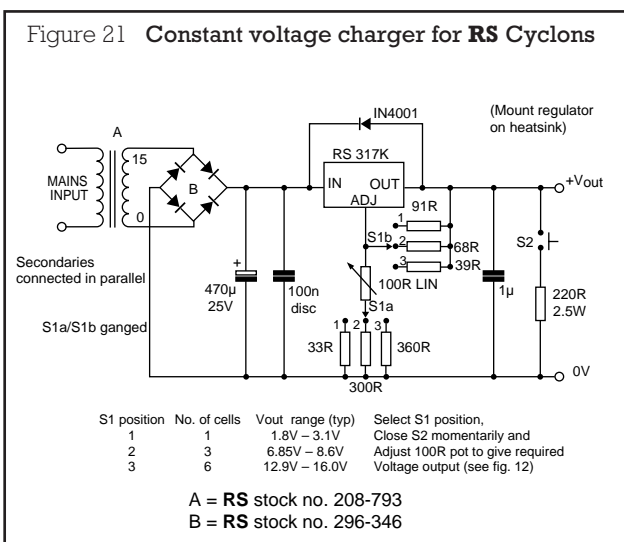 Figure 21 Constant voltage charger for RS Cyclons
IN4001
(Mount regulator
on heatsink)
A
RS 317K
15
MAINS
INPUT
B
IN
OUT
ADJ
+Vout
0
91R
1
S1b
2
68R
S2
3
39R
Secondaries
connected in parallel
+
470µ
25V
100n
disc
100R LIN
1µ
220R
2.5W
S1a
S1a/S1b ganged
1
2
3
33R
360R
0V
300R
S1 position No. of cells Vout range (typ) Select S1 position,
1 1 1.8V – 3.1V Close S2 momentarily and
2 3 6.85V – 8.6V Adjust 100R pot to give required
3 6 12.9V – 16.0V Voltage output (see fig. 12)
A = RS stock no. 208-793
B = RS stock no. 296-346